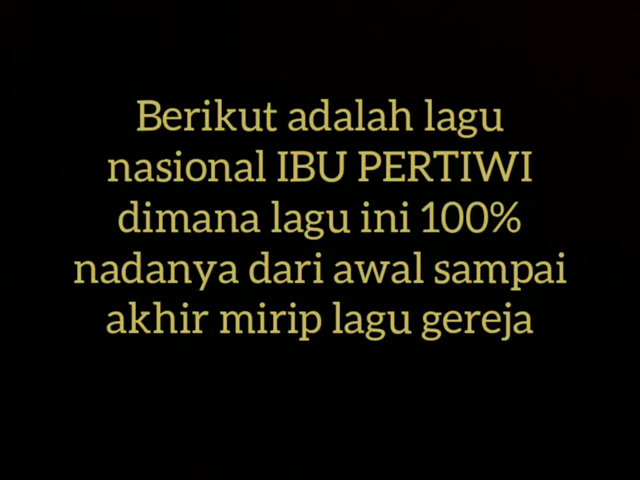 Berikut adalah lagu
nasional IBU PERTIWI
dimana lagu ini 100%
nadanya dari awal sampai
akhir mirip lagu gereja